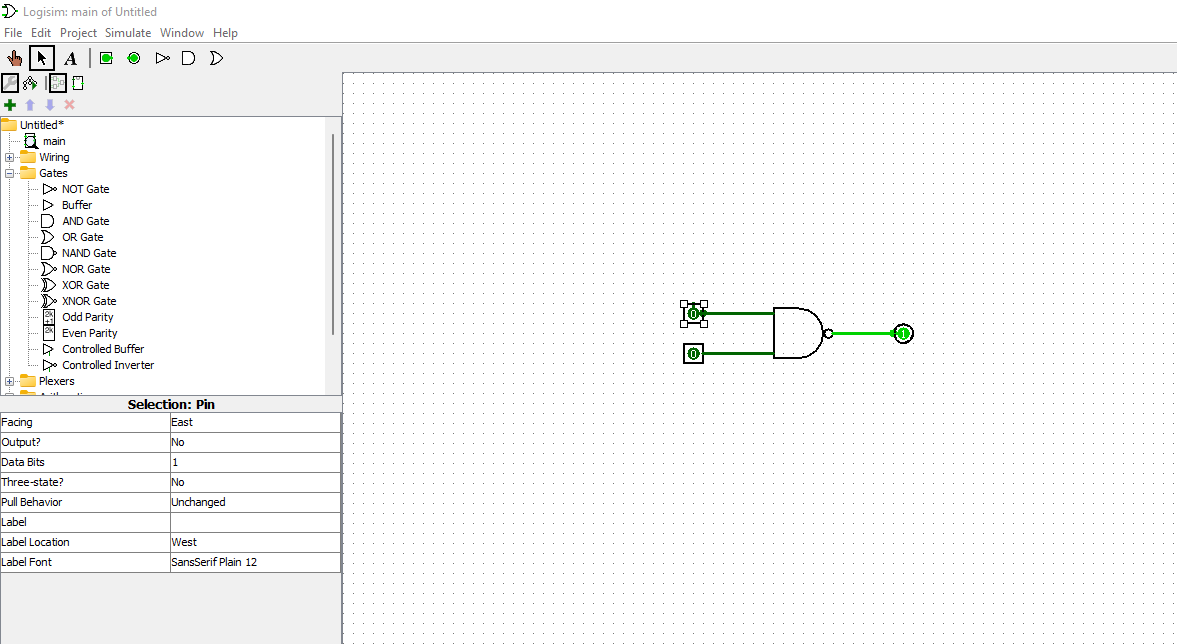 Logisim: main of Untitled
File Edit Project Simulate Window Help
A
Untitled*
main
Wiring
Gates
NOT Gate
Buffer
AND Gate
OR Gate
NAND Gate
NOR Gate
XOR Gate
XNOR Gate
Odd Parity
Even Parity
Controlled Buffer
Controlled Inverter
Plexers
Selection: Pin
Facing East
Output? No
Data Bits 1
Three-state? No
Pull Behavior Unchanged
Label
Label Location West
Label Font SansSerif Plain 12
0
0
1